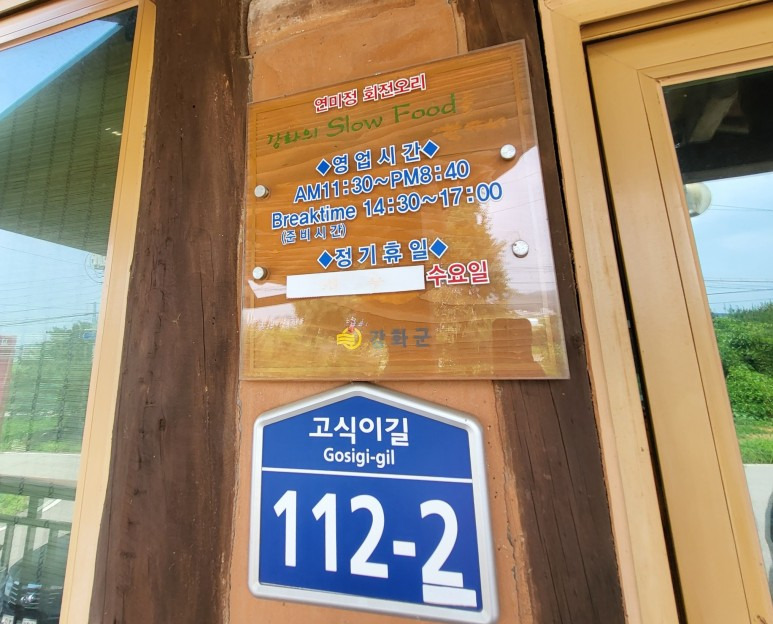 연미정 화전오리
강화의 Slow Food
◆영업시간◆
AM11:30~PM8:40
Breaktime 14:30~17:00
(준비시간)
◆정기휴일◆
수요일
강화군
고식이길
Gosigi-gil
112-2